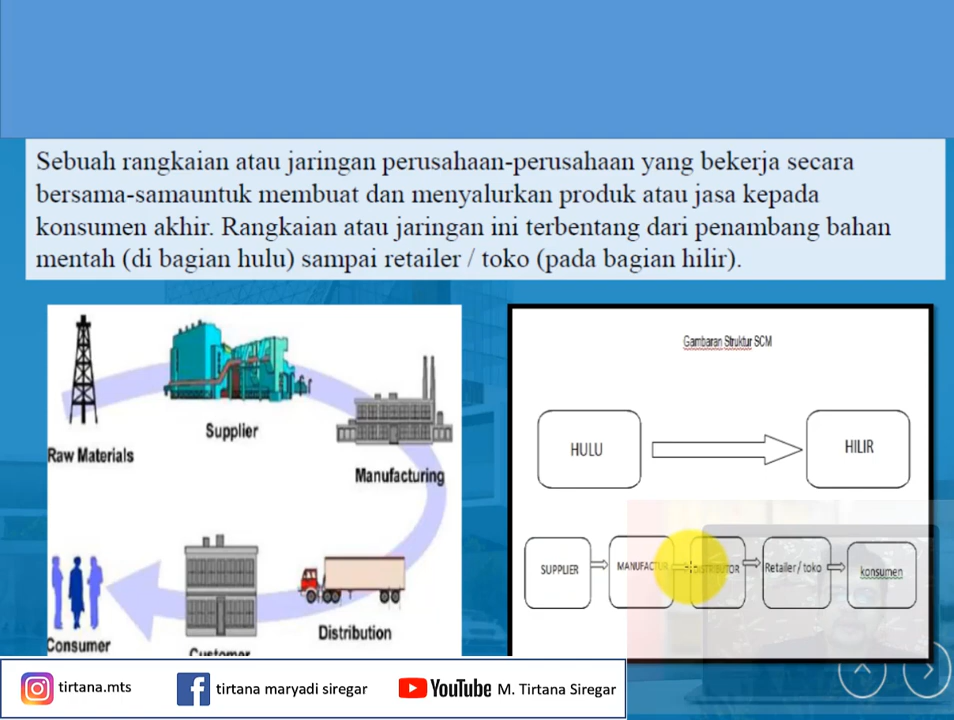 Sebuah rangkaian atau jaringan perusahaan-perusahaan yang bekerja secara
bersama-samauntuk membuat dan menyalurkan produk atau jasa kepada
konsumen akhir. Rangkaian atau jaringan ini terbentang dari penambang bahan
mentah (di bagian hulu) sampai retailer / toko (pada bagian hilir).
Raw Materials
Supplier
Manufacturing
Distribution
Customer
Consumer
Gambaran Struktur SCM
HULU
HILIR
SUPPLIER
MANUFACTUR
DISTRIBUTOR
Retailer / toko
konsumen
tirtana.mts
tirtana maryadi siregar
YouTube M. Tirtana Siregar